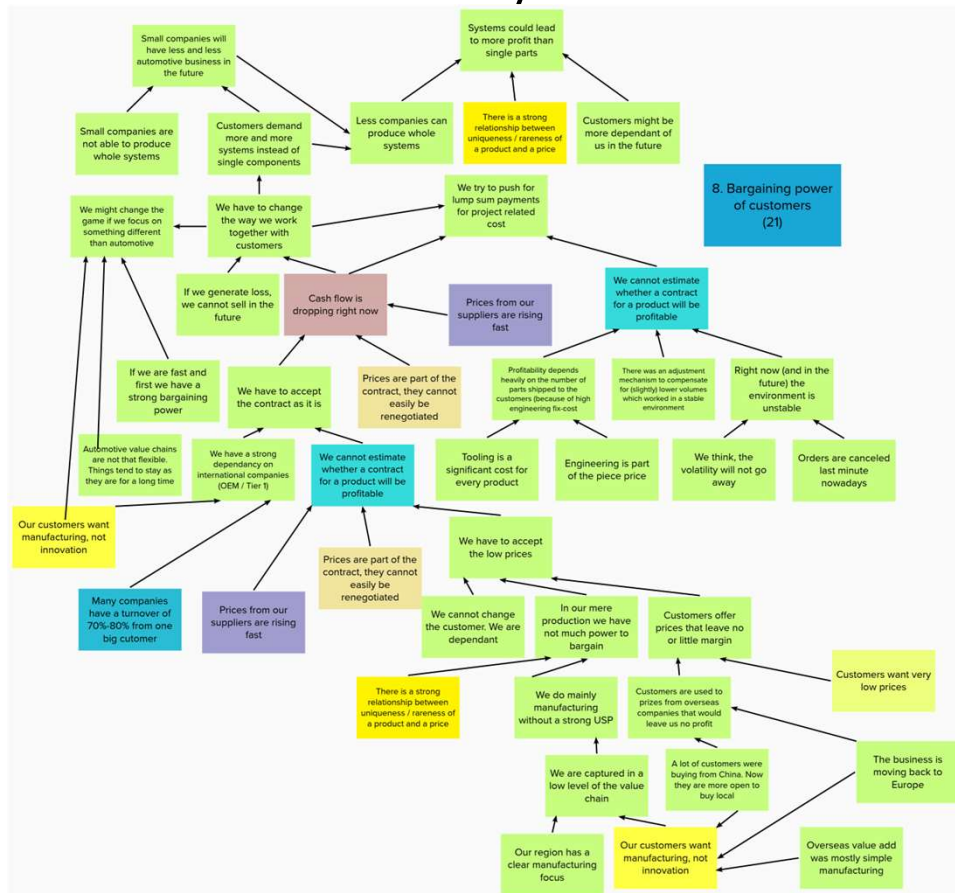 Small companies will
have less and less
automotive business in
the future
Systems could lead
to more profit than
single parts
Small companies are
not able to produce
whole systems
Customers demand
more and more
systems instead of
single components
Less companies can
produce whole
systems
There is a strong
relationship between
uniqueness / rareness of
a product and a price
Customers might be
more dependant of
us in the future
8. Bargaining power
of customers
(21)
We might change the
game if we focus on
something different
than automotive
We have to change
the way we work
together with
customers
We try to push for
lump sum payments
for project related
cost
If we generate loss,
we cannot sell in the
future
Cash flow is
dropping right now
Prices from our
suppliers are rising
fast
We cannot estimate
whether a contract
for a product will be
profitable
If we are fast and
first we have a
strong bargaining
power
We have to accept
the contract as it is
Prices are part of the
contract, they cannot
easily be
renegotiated
Profitability depends
heavily on the number of
parts shipped to the
customers (because of high
engineering fix-cost
There was an adjustment
mechanism to compensate
for (slightly) lower volumes
which worked in a stable
environment
Right now (and in
the future) the
environment is
unstable
Automotive value chains
are not that flexible.
Things tend to stay as
they are for a long time
We have a strong
dependancy on
international companies
(OEM / Tier 1)
We cannot estimate
whether a contract
for a product will be
profitable
Tooling is a
significant cost for
every product
Engineering is part
of the piece price
We think, the
volatility will not go
away
Orders are canceled
last minute
nowadays
Our customers want
manufacturing, not
innovation
Many companies
have a turnover of
70%-80% from one
big cutomer
Prices from our
suppliers are rising
fast
Prices are part of the
contract, they cannot
easily be
renegotiated
We have to accept
the low prices
We cannot change
the customer. We are
dependant
In our mere
production we have
not much power to
bargain
Customers offer
prices that leave no
or little margin
There is a strong
relationship between
uniqueness / rareness of
a product and a price
We do mainly
manufacturing
without a strong USP
Customers are used to
prizes from overseas
companies that would
leave us no profit
Customers want very
low prices
We are captured in a
low level of the value
chain
A lot of customers were
buying from China. Now
they are more open to
buy local
The business is
moving back to
Europe
Our region has a
clear manufacturing
focus
Our customers want
manufacturing, not
innovation
Overseas value add
was mostly simple
manufacturing